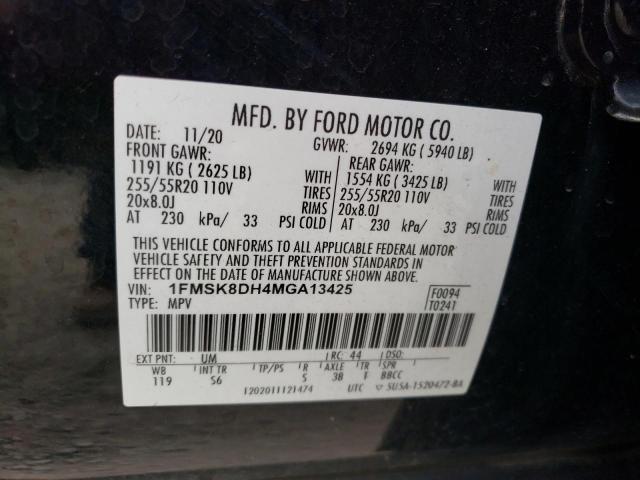 MFD. BY FORD MOTOR CO.
DATE: 11/20 GVWR: 2694 KG ( 5940 LB)
FRONT GAWR: REAR GAWR:
1191 KG ( 2625 LB) WITH 1554 KG ( 3425 LB) WITH
255/55R20 110V TIRES 255/55R20 110V TIRES
20x8.0J RIMS 20x8.0J RIMS
AT 230 kPa/ 33 PSI COLD AT 230 kPa/ 33 PSI COLD
THIS VEHICLE CONFORMS TO ALL APPLICABLE FEDERAL MOTOR
VEHICLE SAFETY AND THEFT PREVENTION STANDARDS IN
EFFECT ON THE DATE OF MANUFACTURE SHOWN ABOVE.
VIN: 1FMSK8DH4MGA13425 F0094
TYPE: MPV T0241
EXT PNT: UM RC: 44 DSO:
WB INT TR TP/PS R AXLE TR SPR
119 S6 5 38 BBCC
UTC 5U5A-1520472-BA